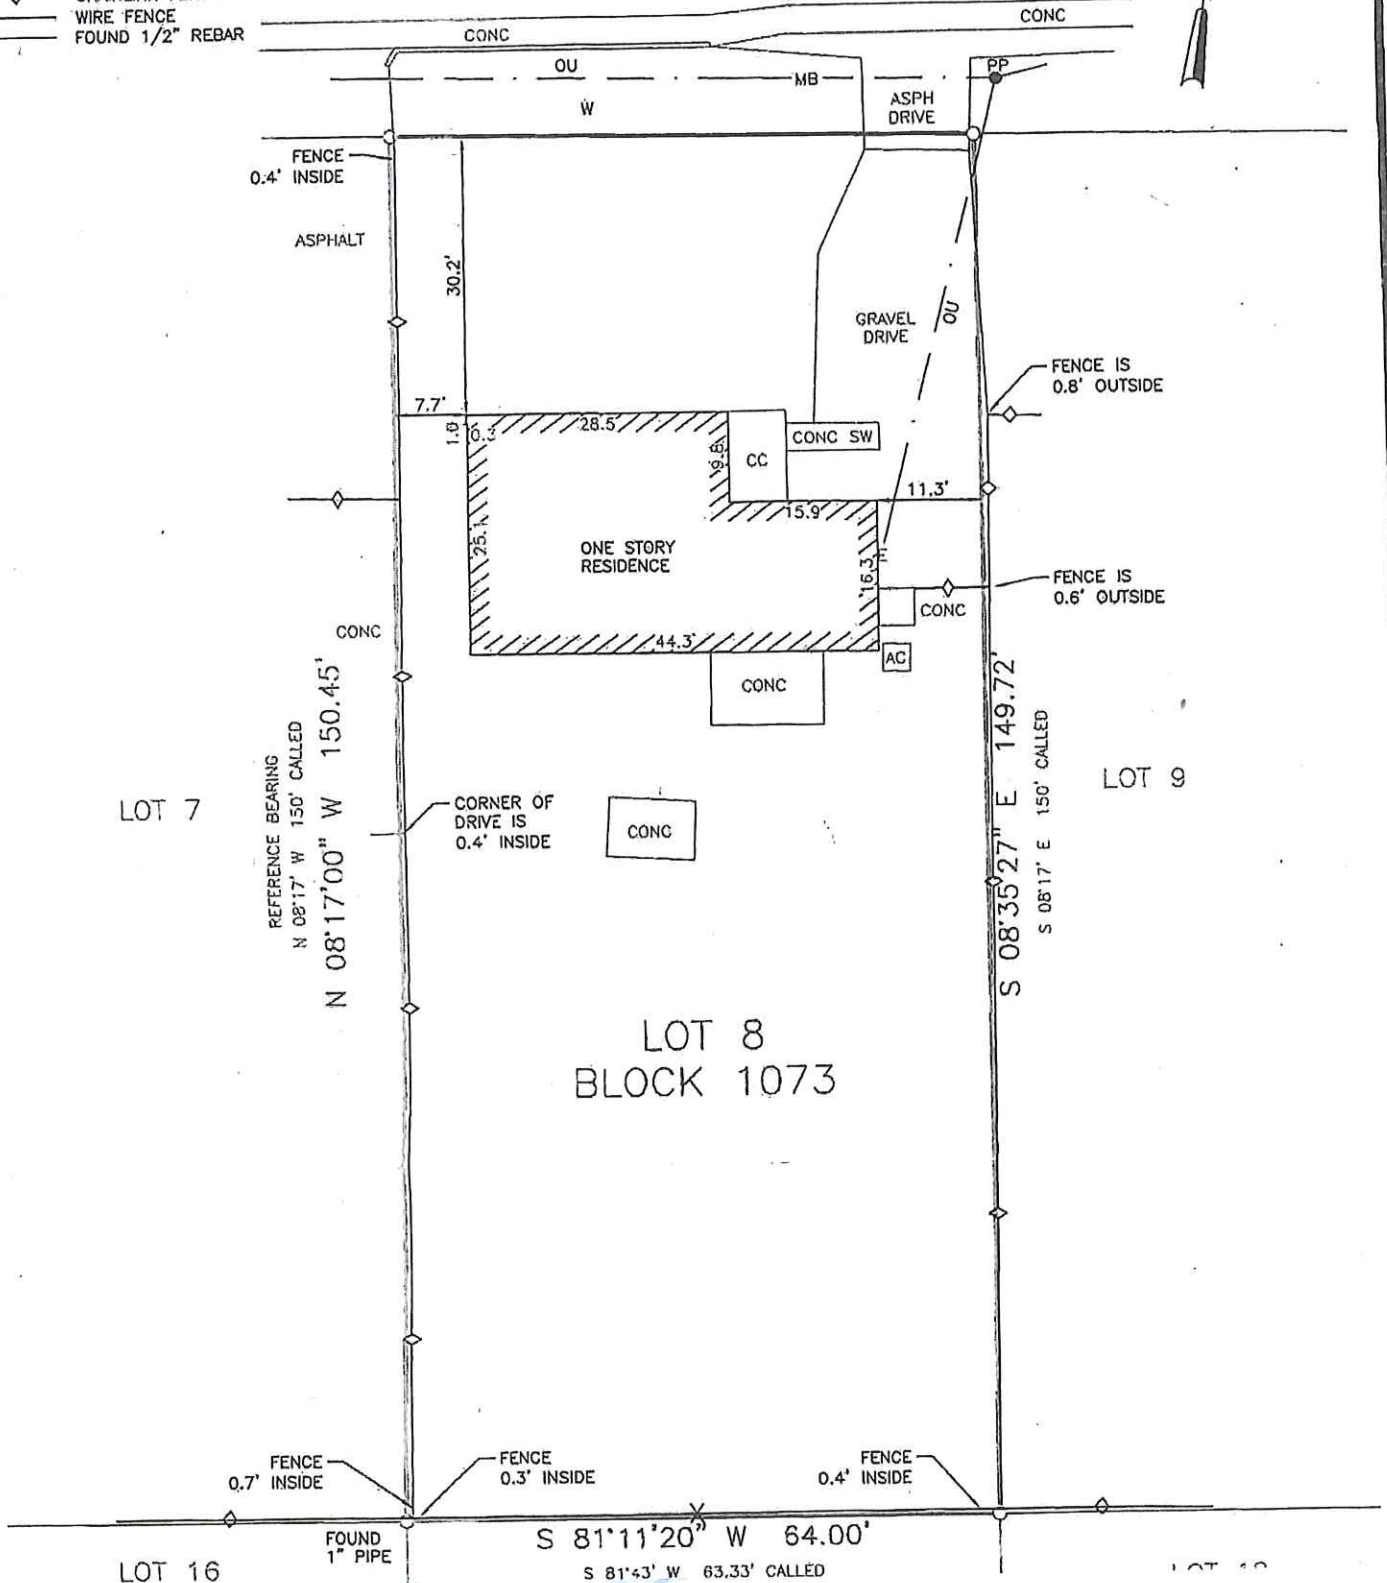 WIRE FENCE
FOUND 1/2" REBAR
CONC
CONC
OU
MB
PP
W
ASPH
DRIVE
FENCE
0.4' INSIDE
ASPHALT
30.2'
GRAVEL
DRIVE
OU
FENCE IS
0.8' OUTSIDE
7.7'
1.0
0.3
28.5
9.8
CC
CONC SW
15.9
11.3'
25.1
ONE STORY
RESIDENCE
16.3
E
FENCE IS
0.6' OUTSIDE
CONC
CONC
44.3
AC
CONC
REFERENCE BEARING
N 08°17' W 150' CALLED
N 08°17'00" W 150.45'
S 08°35'27" E 149.72'
S 08°17' E 150' CALLED
LOT 7
LOT 9
CORNER OF
DRIVE IS
0.4' INSIDE
CONC
LOT 8
BLOCK 1073
FENCE
0.7' INSIDE
FENCE
0.3' INSIDE
FENCE
0.4' INSIDE
FOUND
1" PIPE
S 81°11'20" W 64.00'
S 81°43' W 63.33' CALLED
LOT 16